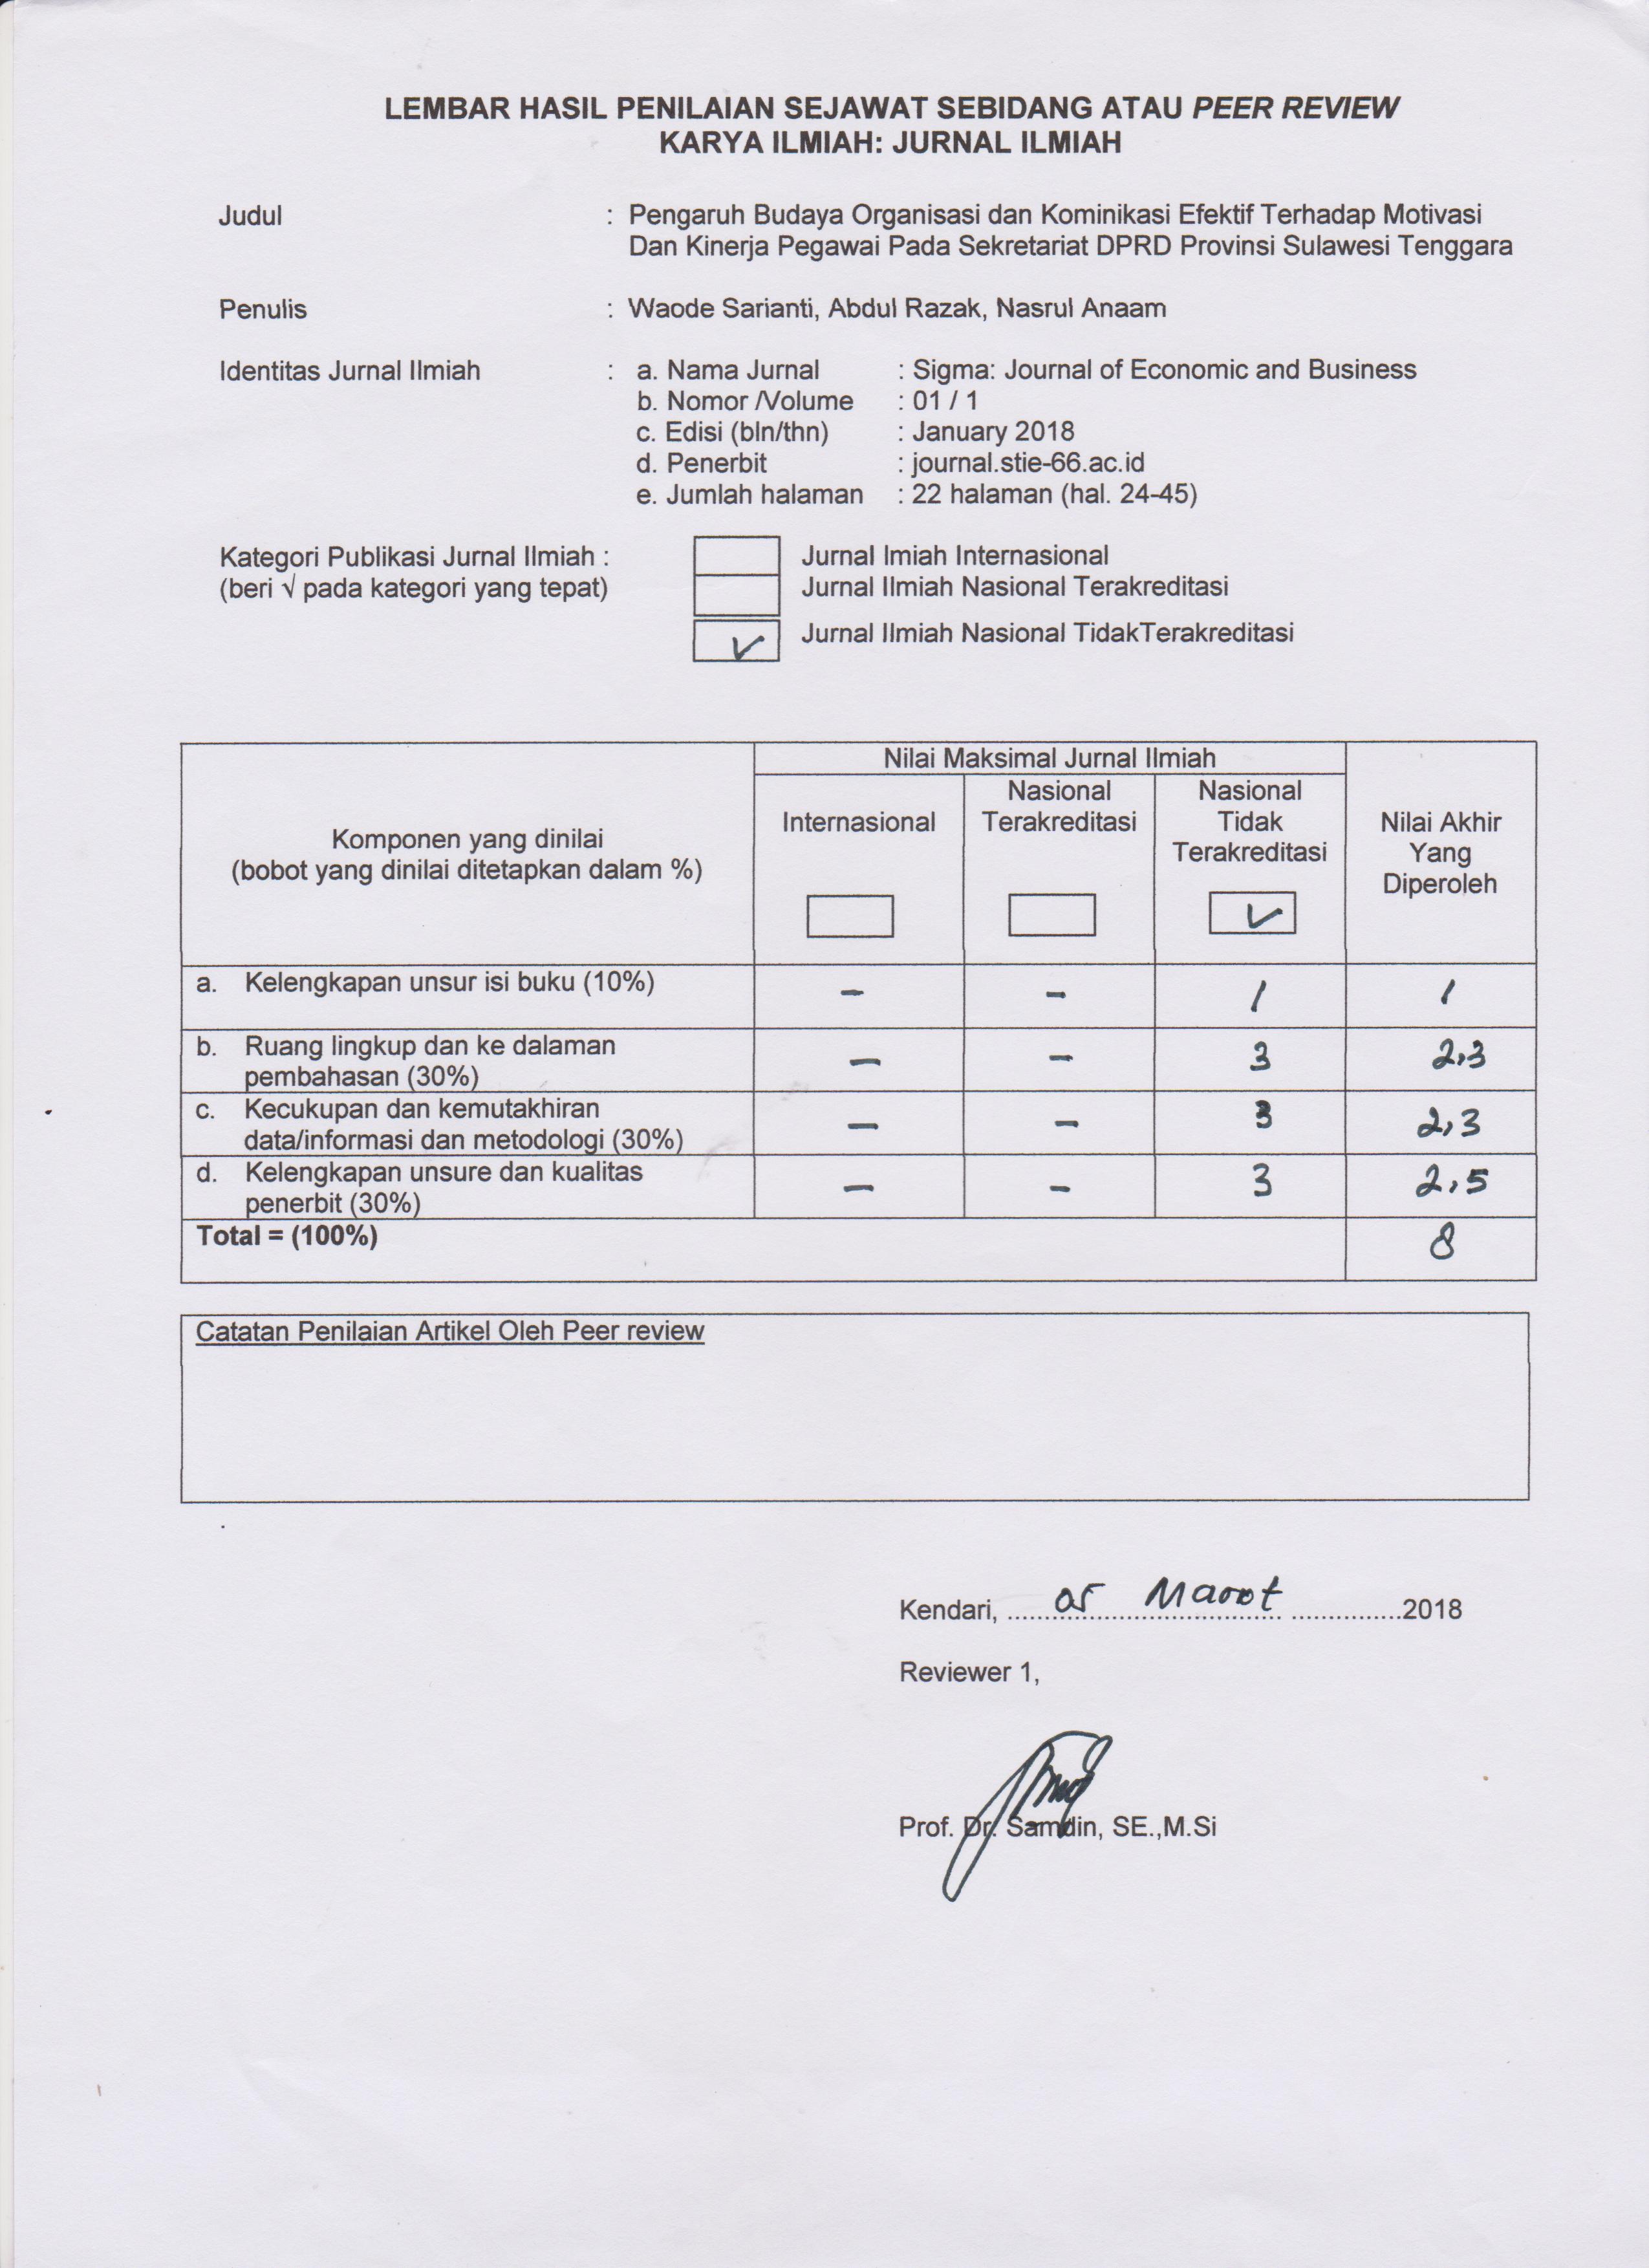 LEMBAR HASIL PENILAIAN SEJAWAT SEBIDANG ATAU PEER REVIEW
KARYA ILMIAH: JURNAL ILMIAH
Judul : Pengaruh Budaya Organisasi dan Kominikasi Efektif Terhadap Motivasi
Dan Kinerja Pegawai Pada Sekretariat DPRD Provinsi Sulawesi Tenggara
Penulis : Waode Sarianti, Abdul Razak, Nasrul Anaam
Identitas Jurnal Ilmiah : a. Nama Jurnal : Sigma: Journal of Economic and Business
b. Nomor /Volume : 01 / 1
c. Edisi (bln/thn) : January 2018
d. Penerbit : journal.stie-66.ac.id
e. Jumlah halaman : 22 halaman (hal. 24-45)
Kategori Publikasi Jurnal Ilmiah : Jurnal Imiah Internasional
(beri √ pada kategori yang tepat) Jurnal Ilmiah Nasional Terakreditasi
✓ Jurnal Ilmiah Nasional TidakTerakreditasi
Komponen yang dinilai
(bobot yang dinilai ditetapkan dalam %)
Nilai Maksimal Jurnal Ilmiah
Internasional
Nasional
Terakreditasi
Nasional
Tidak
Terakreditasi
✓
Nilai Akhir
Yang
Diperoleh
a. Kelengkapan unsur isi buku (10%) - - 1 1
b. Ruang lingkup dan ke dalaman
pembahasan (30%) - - 3 2,3
c. Kecukupan dan kemutakhiran
data/informasi dan metodologi (30%) - - 3 2,3
d. Kelengkapan unsure dan kualitas
penerbit (30%) - - 3 2,5
Total = (100%) 8
Catatan Penilaian Artikel Oleh Peer review
Kendari, ..... 05 Maret ..... 2018
Reviewer 1,
Prof. Dr. Samdin, SE.,M.Si